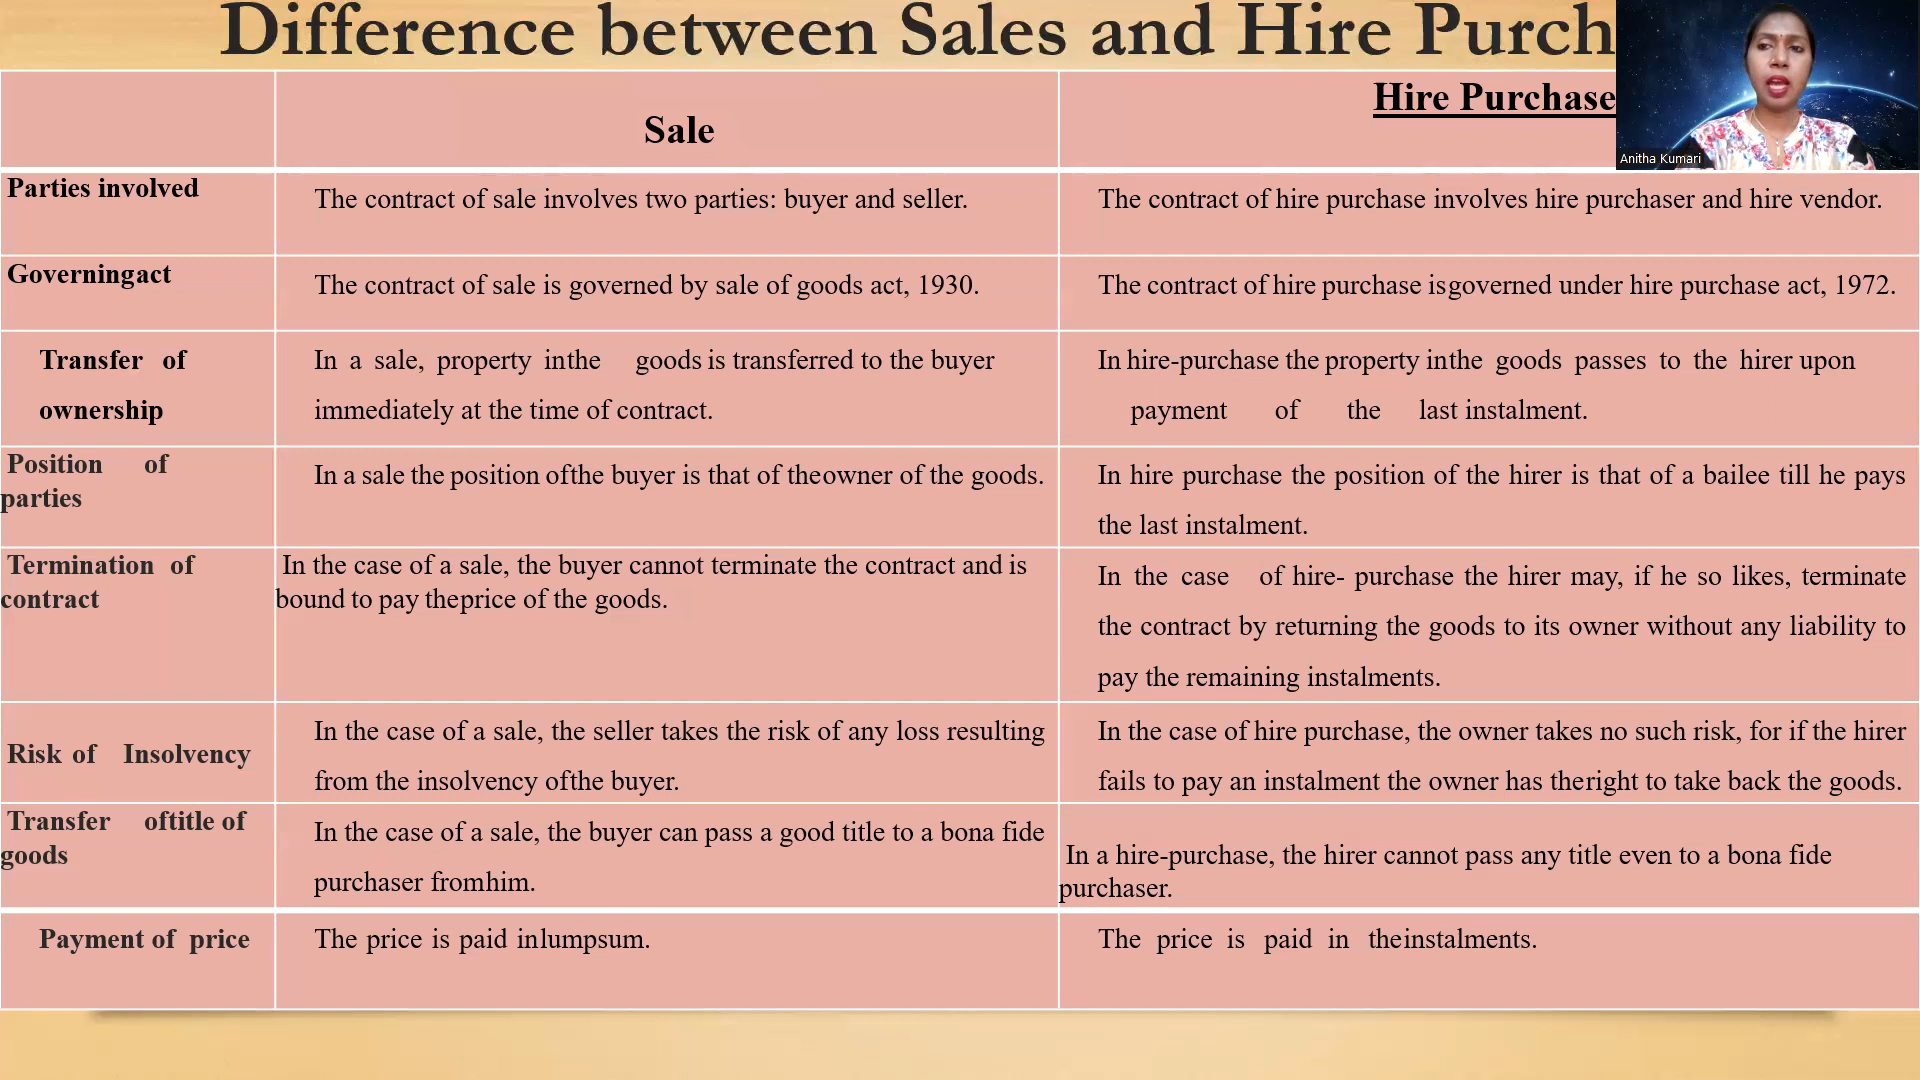 Difference between Sales and Hire Purch
Sale
Hire Purchase
Anitha Kumari
Parties involved
The contract of sale involves two parties: buyer and seller.
The contract of hire purchase involves hire purchaser and hire vendor.
Governingact
The contract of sale is governed by sale of goods act, 1930.
The contract of hire purchase isgoverned under hire purchase act, 1972.
Transfer of
ownership
In a sale, property inthe goods is transferred to the buyer
immediately at the time of contract.
In hire-purchase the property inthe goods passes to the hirer upon
payment of the last instalment.
Position of
parties
In a sale the position ofthe buyer is that of theowner of the goods.
In hire purchase the position of the hirer is that of a bailee till he pays
the last instalment.
Termination of
contract
In the case of a sale, the buyer cannot terminate the contract and is
bound to pay theprice of the goods.
In the case of hire- purchase the hirer may, if he so likes, terminate
the contract by returning the goods to its owner without any liability to
pay the remaining instalments.
Risk of Insolvency
In the case of a sale, the seller takes the risk of any loss resulting
from the insolvency ofthe buyer.
In the case of hire purchase, the owner takes no such risk, for if the hirer
fails to pay an instalment the owner has theright to take back the goods.
Transfer oftitle of
goods
In the case of a sale, the buyer can pass a good title to a bona fide
purchaser fromhim.
In a hire-purchase, the hirer cannot pass any title even to a bona fide
purchaser.
Payment of price
The price is paid inlumpsum.
The price is paid in theinstalments.